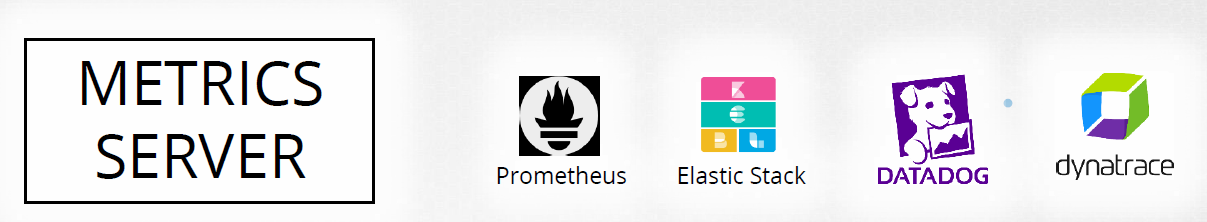 METRICS
SERVER
K
E
B L
Prometheus
Elastic Stack
DATADOG
dynatrace